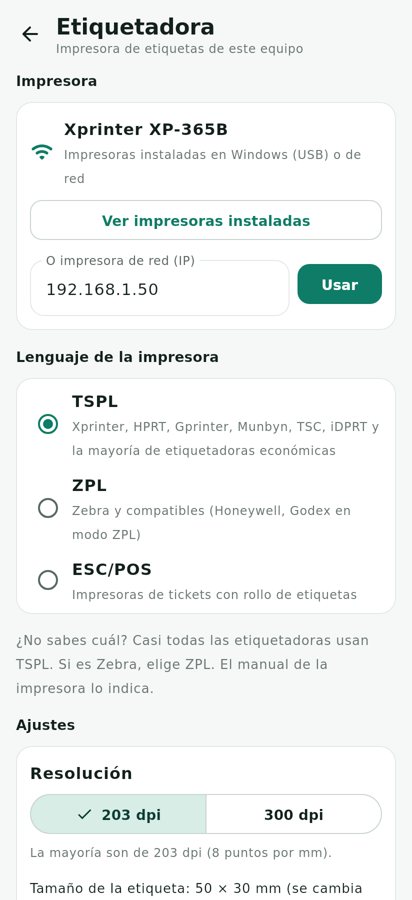 Etiquetadora
Impresora de etiquetas de este equipo
Impresora
Xprinter XP-365B
Impresoras instaladas en Windows (USB) o de
red
Ver impresoras instaladas
O impresora de red (IP)
192.168.1.50
Usar
Lenguaje de la impresora
TSPL
Xprinter, HPRT, Gprinter, Munbyn, TSC, iDPRT y
la mayoría de etiquetadoras económicas
ZPL
Zebra y compatibles (Honeywell, Godex en
modo ZPL)
ESC/POS
Impresoras de tickets con rollo de etiquetas
¿No sabes cuál? Casi todas las etiquetadoras usan
TSPL. Si es Zebra, elige ZPL. El manual de la
impresora lo indica.
Ajustes
Resolución
203 dpi
300 dpi
La mayoría son de 203 dpi (8 puntos por mm).
Tamaño de la etiqueta: 50 × 30 mm (se cambia